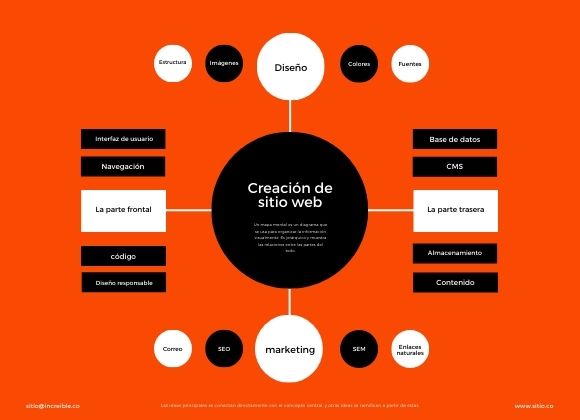 Estructura
Imágenes
Diseño
Colores
Fuentes
Interfaz de usuario
Navegación
La parte frontal
código
Diseño responsable
Creación de
sitio web
Un mapa mental es un diagrama que
se usa para organizar la información
visualmente. Es jerárquico y muestra
las relaciones entre las partes del
todo.
Base de datos
CMS
La parte trasera
Almacenamiento
Contenido
Correo
SEO
marketing
SEM
Enlaces
naturales
sitio@increible.co
Las ideas principales se conectan directamente con el concepto central, y otras ideas se ramifican a partir de estas.
www.sitio.co